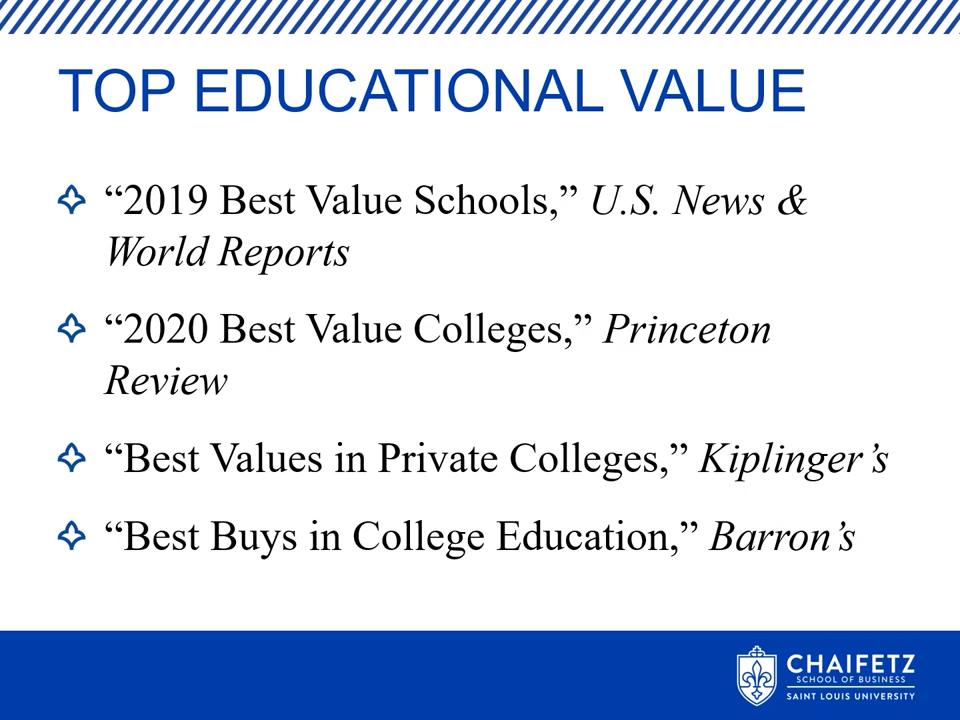 TOP EDUCATIONAL VALUE
“2019 Best Value Schools,” U.S. News &
World Reports
“2020 Best Value Colleges,” Princeton
Review
“Best Values in Private Colleges,” Kiplinger’s
“Best Buys in College Education,” Barron’s
CHAIFETZ
SCHOOL OF BUSINESS
SAINT LOUIS UNIVERSITY